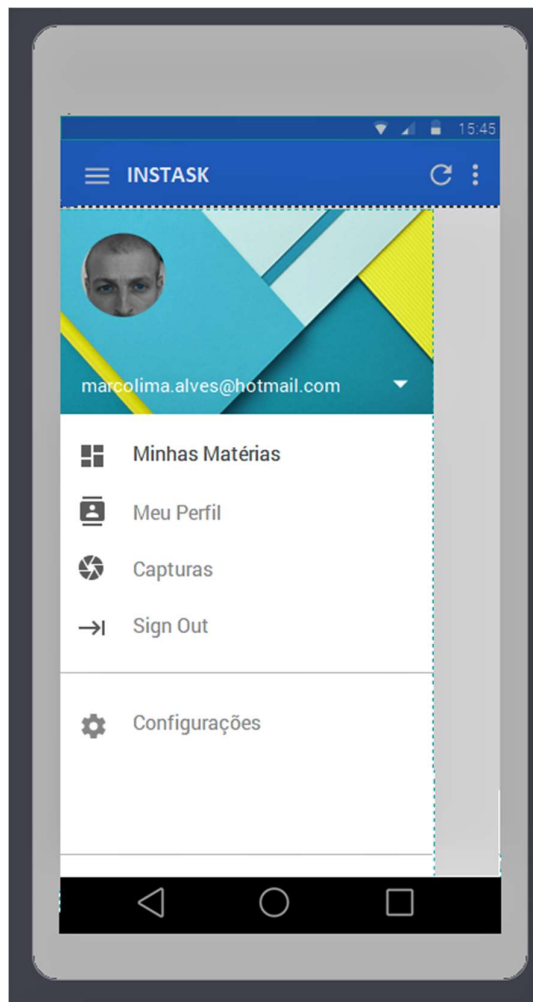 15:45
INSTASK
marcolima.alves@hotmail.com
Minhas Matérias
Meu Perfil
Capturas
Sign Out
Configurações